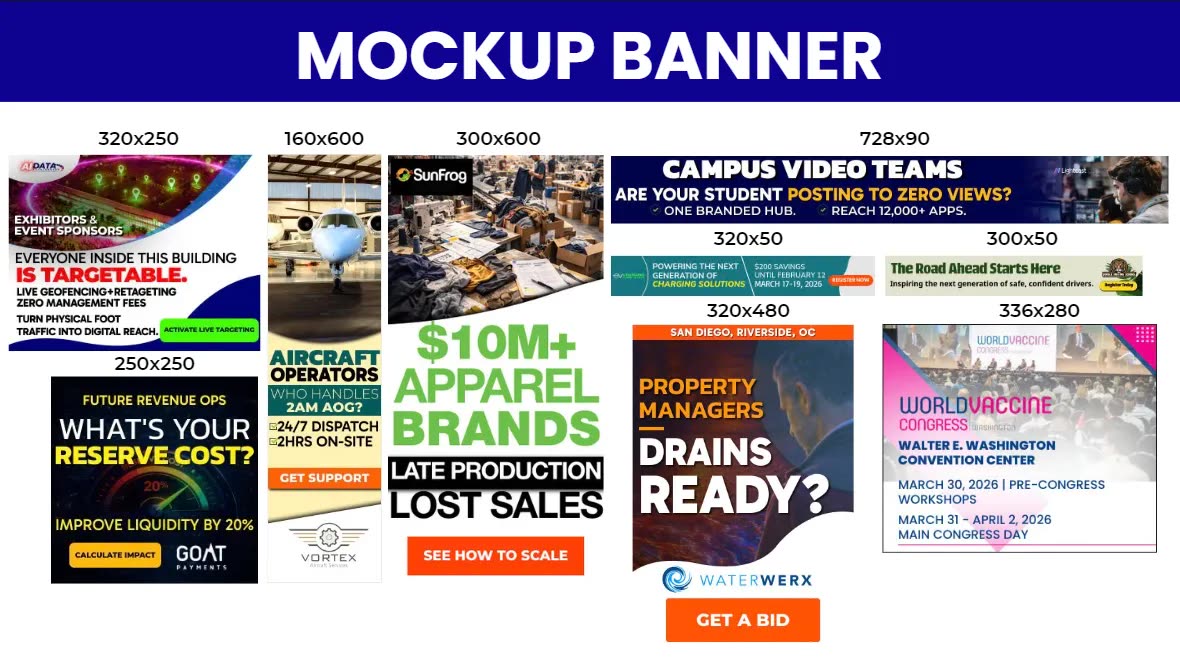 MOCKUP BANNER
320x250
AI DATA
EXHIBITORS &
EVENT SPONSORS
EVERYONE INSIDE THIS BUILDING
IS TARGETABLE.
LIVE GEOFENCING+RETAGETING
ZERO MANAGEMENT FEES
TURN PHYSICAL FOOT
TRAFFIC INTO DIGITAL REACH.
ACTIVATE LIVE TARGETING
250x250
FUTURE REVENUE OPS
WHAT'S YOUR
RESERVE COST?
20%
IMPROVE LIQUIDITY BY 20%
CALCULATE IMPACT
GOAT
PAYMENTS
160x600
AIRCRAFT
OPERATORS
WHO HANDLES
2AM AOG?
24/7 DISPATCH
2HRS ON-SITE
GET SUPPORT
VORTEX
Aircraft Services
300x600
SunFrog
$10M+
APPAREL
BRANDS
LATE PRODUCTION
LOST SALES
SEE HOW TO SCALE
728x90
CAMPUS VIDEO TEAMS
ARE YOUR STUDENT POSTING TO ZERO VIEWS?
ONE BRANDED HUB. REACH 12,000+ APPS.
Lightcast
320x50
POWERING THE NEXT
GENERATION OF
CHARGING SOLUTIONS
$200 SAVINGS
UNTIL FEBRUARY 12
MARCH 17-19, 2026
REGISTER NOW
300x50
The Road Ahead Starts Here
Inspiring the next generation of safe, confident drivers.
Register Today
320x480
SAN DIEGO, RIVERSIDE, OC
PROPERTY
MANAGERS
DRAINS
READY?
WATERWERX
GET A BID
336x280
WORLDVACCINE
CONGRESS
WORLDVACCINE
CONGRESS WASHINGTON
WALTER E. WASHINGTON
CONVENTION CENTER
MARCH 30, 2026 | PRE-CONGRESS
WORKSHOPS
MARCH 31 - APRIL 2, 2026
MAIN CONGRESS DAY